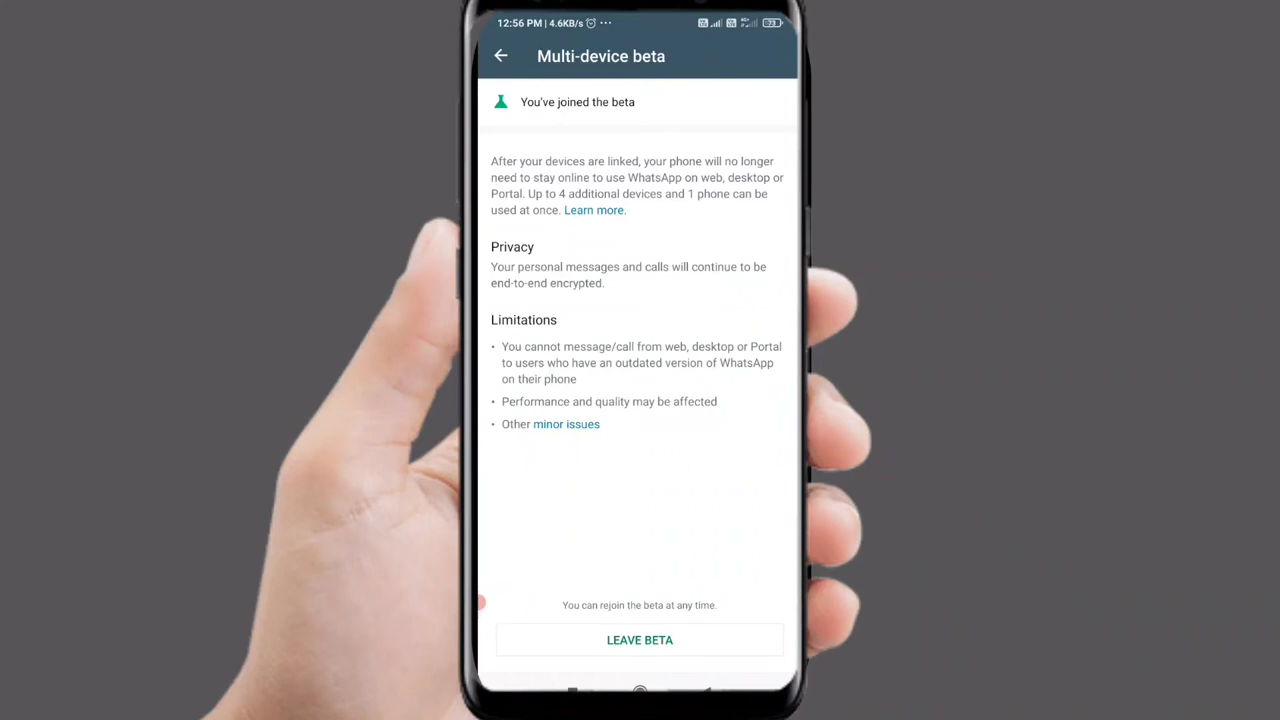 12:56 PM | 4.6KB/s ...
73
Multi-device beta
You've joined the beta
After your devices are linked, your phone will no longer
need to stay online to use WhatsApp on web, desktop or
Portal. Up to 4 additional devices and 1 phone can be
used at once. Learn more.
Privacy
Your personal messages and calls will continue to be
end-to-end encrypted.
Limitations
• You cannot message/call from web, desktop or Portal
to users who have an outdated version of WhatsApp
on their phone
• Performance and quality may be affected
• Other minor issues
You can rejoin the beta at any time.
LEAVE BETA